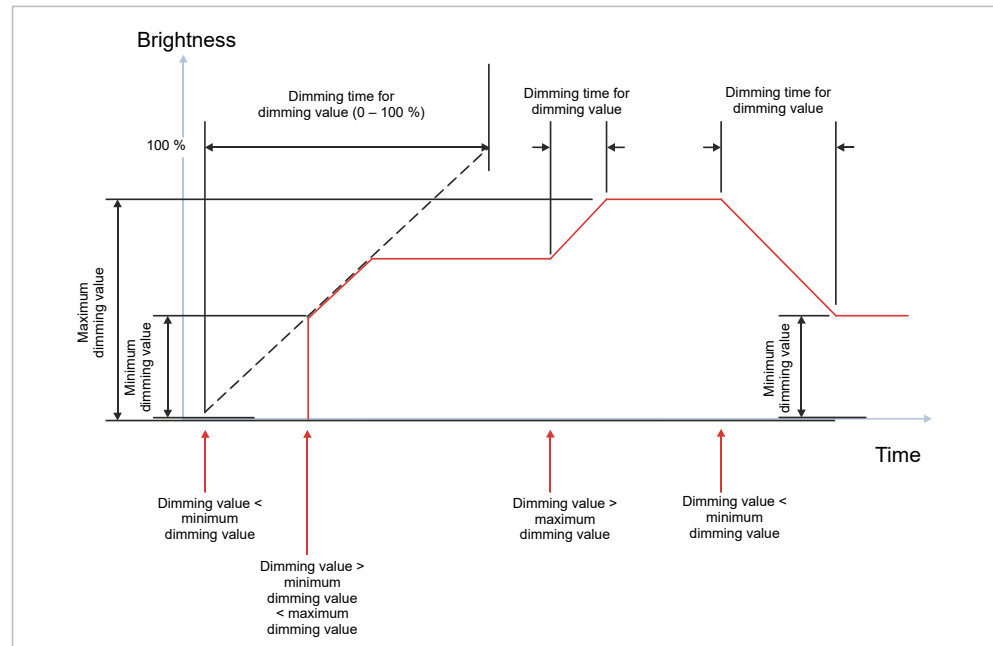 Brightness
Dimming time for
dimming value (0 – 100 %)
Dimming time for
dimming value
Dimming time for
dimming value
100 %
Maximum
dimming value
Minimum
dimming value
Minimum
dimming value
Time
Dimming value <
minimum
dimming value
Dimming value >
minimum
dimming value
< maximum
dimming value
Dimming value >
maximum
dimming value
Dimming value <
minimum
dimming value